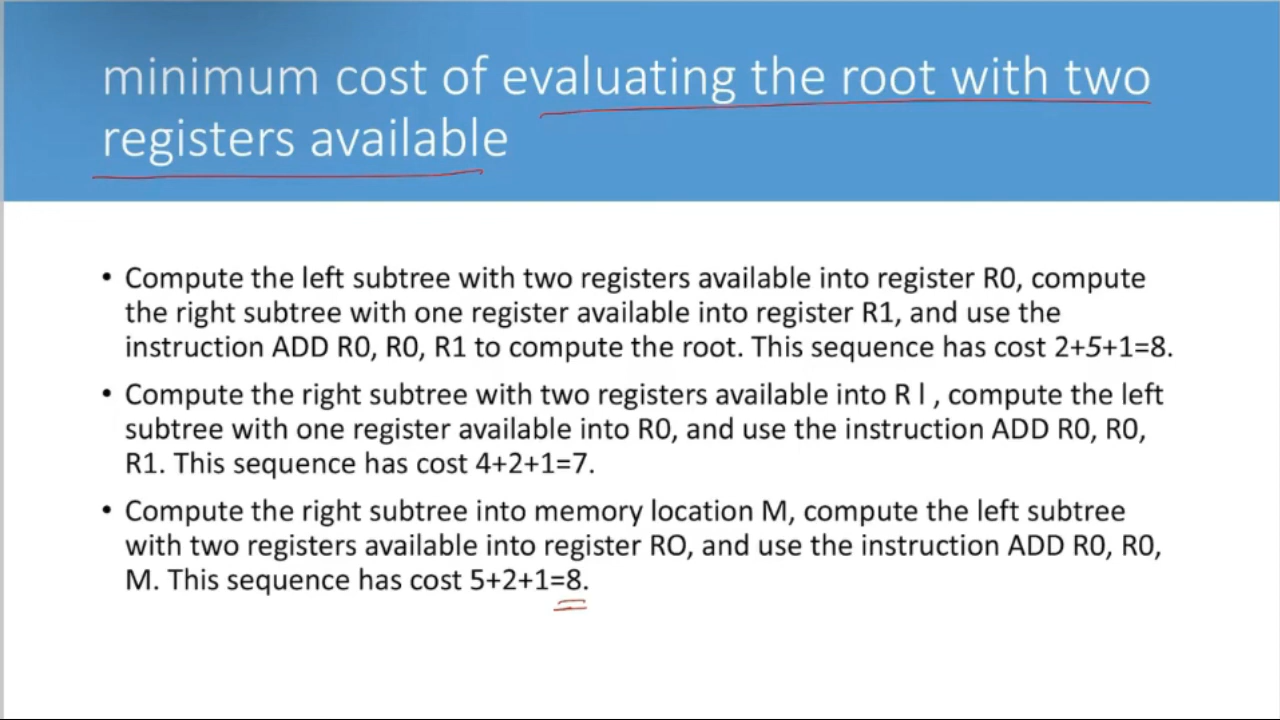 minimum cost of evaluating the root with two
registers available
• Compute the left subtree with two registers available into register R0, compute
the right subtree with one register available into register R1, and use the
instruction ADD R0, R0, R1 to compute the root. This sequence has cost 2+5+1=8.
• Compute the right subtree with two registers available into R l , compute the left
subtree with one register available into R0, and use the instruction ADD R0, R0,
R1. This sequence has cost 4+2+1=7.
• Compute the right subtree into memory location M, compute the left subtree
with two registers available into register RO, and use the instruction ADD R0, R0,
M. This sequence has cost 5+2+1=8.